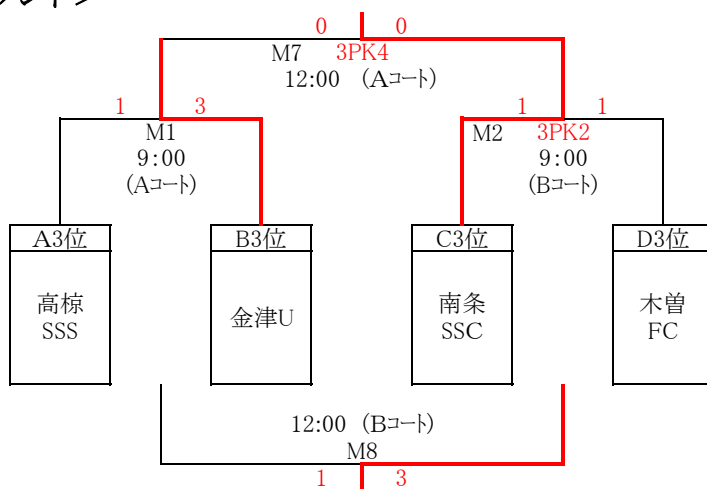 0 0
M7 3PK4
12:00 (Aコート)
1 3 1 1
M1 M2 3PK2
9:00 9:00
(Aコート) (Bコート)
A3位 B3位 C3位 D3位
高椋 金津U 南条 木曽
SSS SSC FC
12:00 (Bコート)
M8
1 3